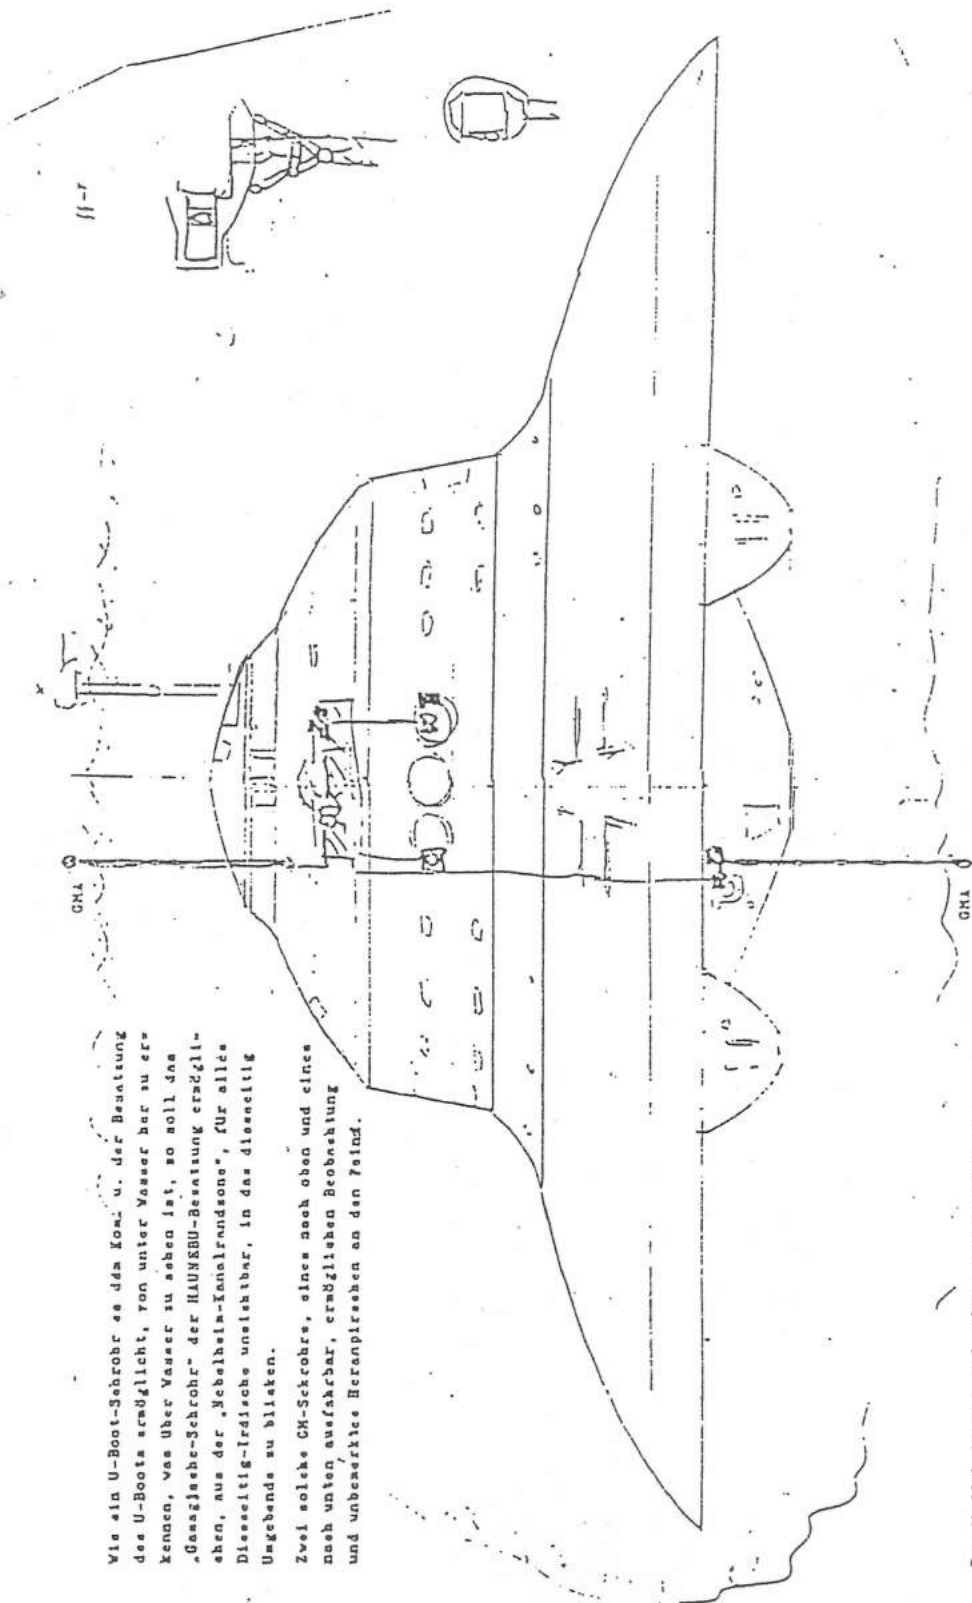 Wie ein U-Boot-Sehrohr es dem Kom. u. der Besatzung
des U-Boots ermöglicht, von unter Wasser her zu er=
kennen, was über Wasser zu sehen ist, so soll das
„Gamaglsehe-Sehrohr" der HAUNEBU-Besatzung ermögli-
chen, aus der „Nebelheim-Kanalrandzone", für alles
Diesseitig-Irdische unsichtbar, in das diesseitig
Umgebende zu blicken.
Zwei solche GM-Sehrohre, eines nach oben und eines
nach unten ausfahrbar, ermöglichen Beobachtung
und unbemerktes Heranpirschen an den Feind.
GMA
x
GMA